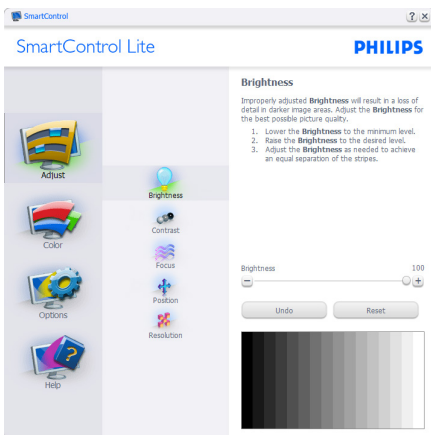 SmartControl
SmartControl Lite
PHILIPS
Adjust
Color
Options
Help
Brightness
Contrast
Focus
Position
Resolution
Brightness
Improperly adjusted Brightness will result in a loss of
detail in darker image areas. Adjust the Brightness for
the best possible picture quality.
1. Lower the Brightness to the minimum level.
2. Raise the Brightness to the desired level.
3. Adjust the Brightness as needed to achieve
an equal separation of the stripes.
Brightness 100
Undo Reset